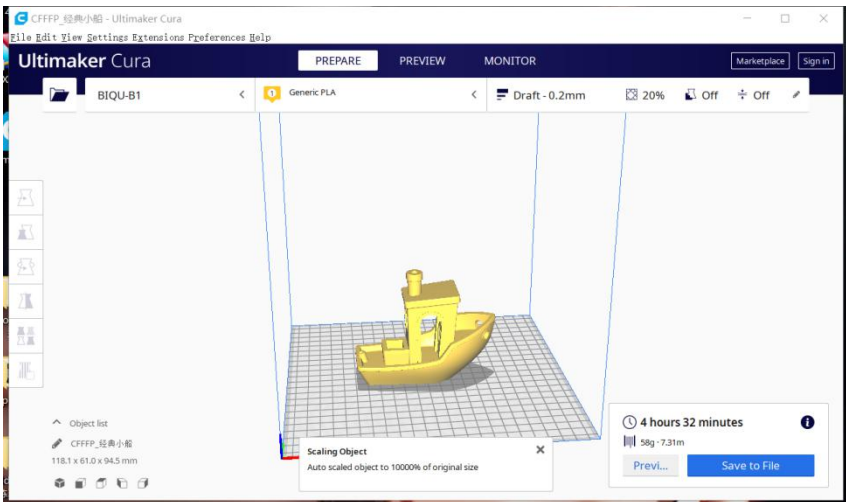 CFFFP_经典小船 - Ultimaker Cura
File Edit View Settings Extensions Preferences Help
Ultimaker Cura
PREPARE
PREVIEW
MONITOR
Marketplace
Sign in
BIQU-B1
1
Generic PLA
Draft - 0.2mm
20%
Off
Off
Object list
CFFFP_经典小船
118.1 x 61.0 x 94.5 mm
Scaling Object
Auto scaled object to 10000% of original size
4 hours 32 minutes
58g · 7.31m
Previ...
Save to File